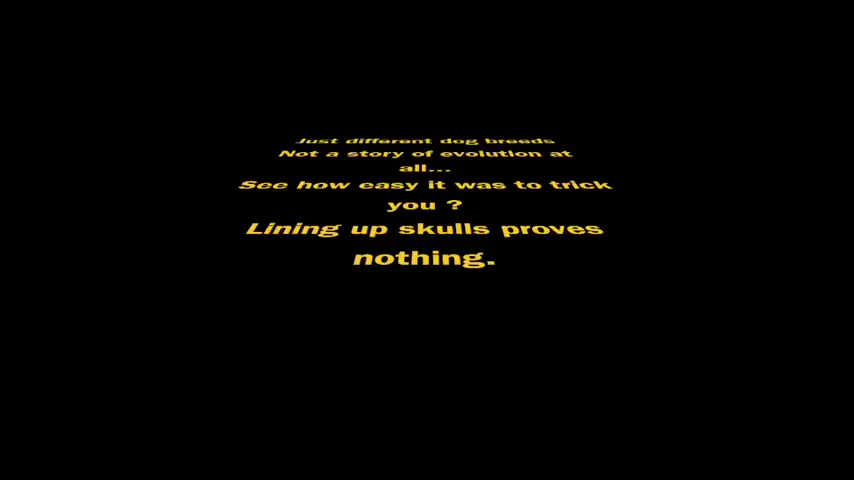 Just different dog breeds
Not a story of evolution at
all...
See how easy it was to trick
you ?
Lining up skulls proves
nothing.